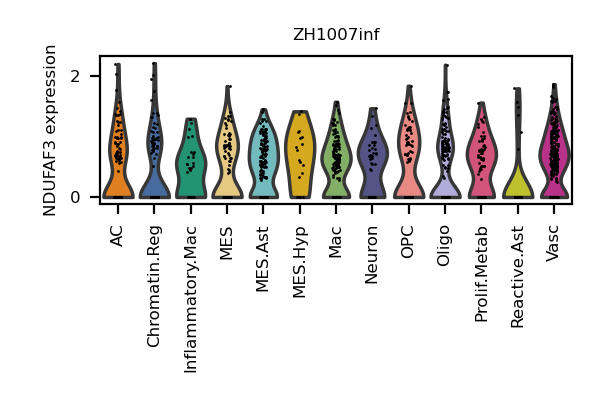 ZH1007inf
NDUFAF3 expression
2
0
AC
Chromatin.Reg
Inflammatory.Mac
MES
MES.Ast
MES.Hyp
Mac
Neuron
OPC
Oligo
Prolif.Metab
Reactive.Ast
Vasc